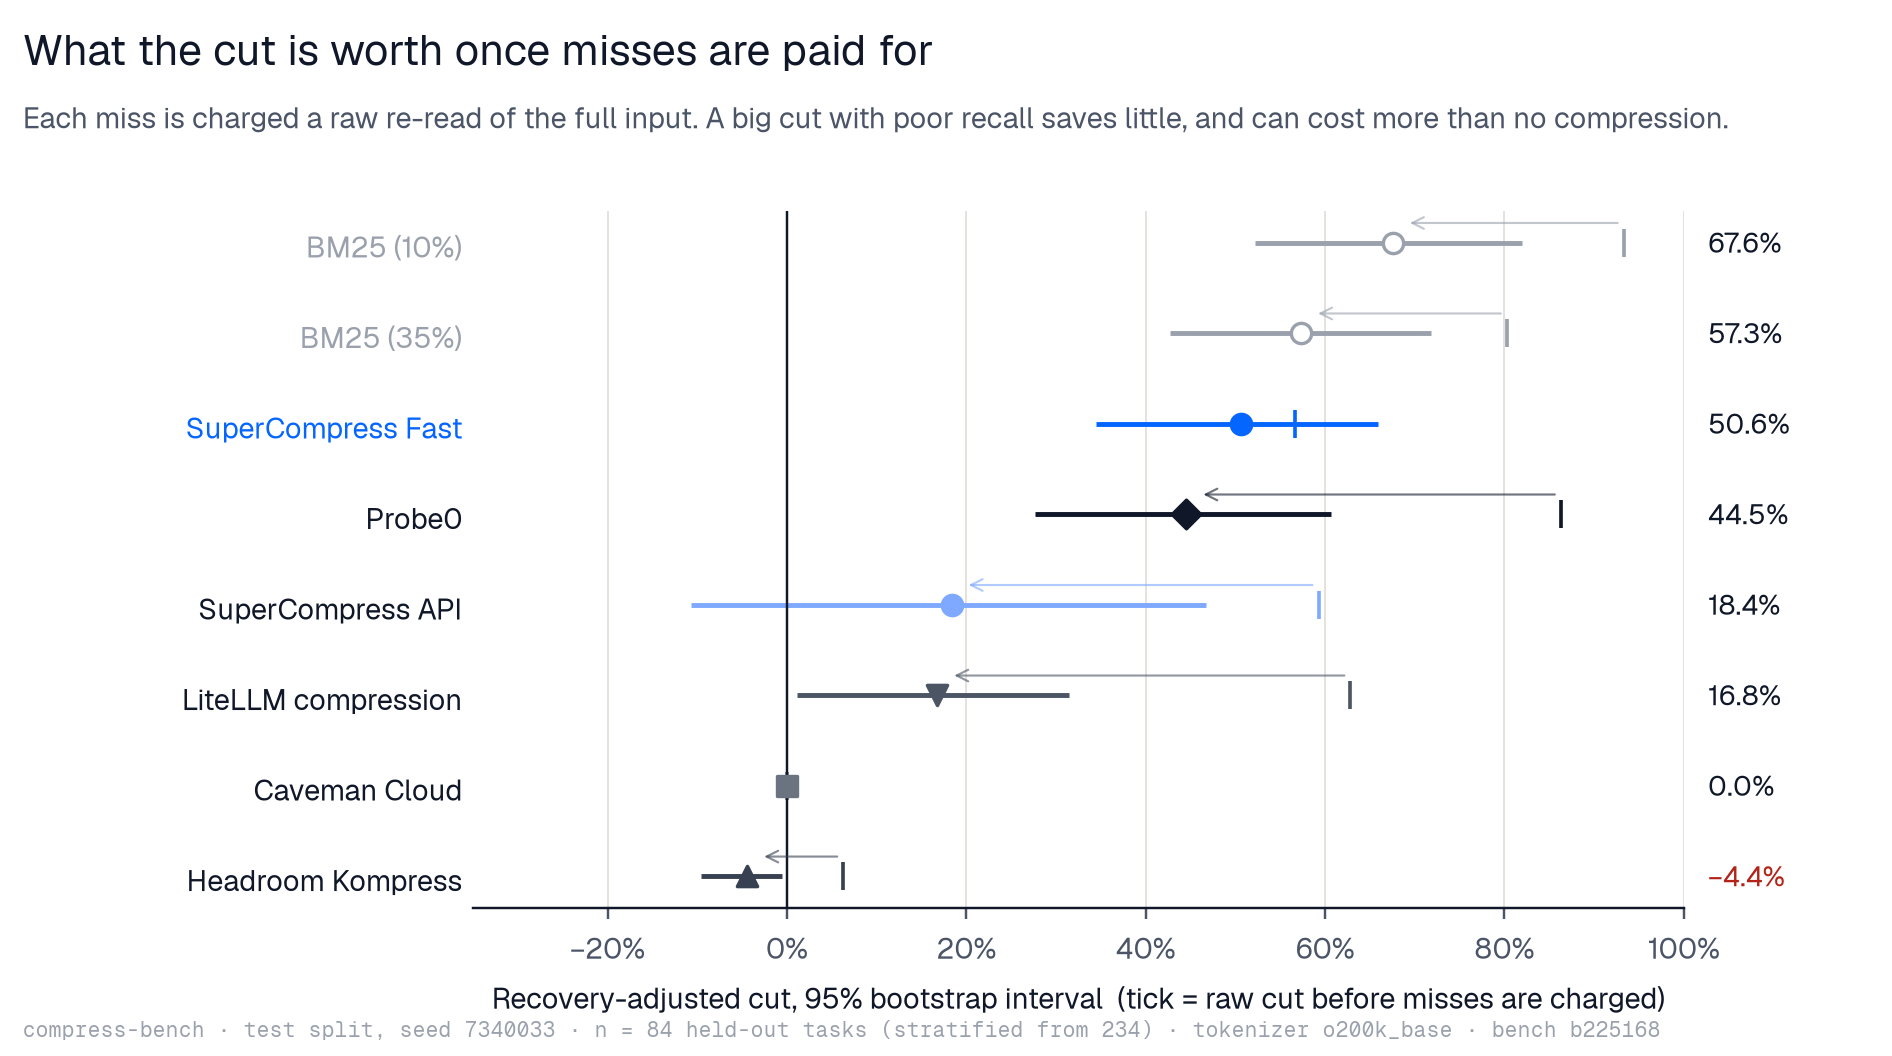 What the cut is worth once misses are paid for
Each miss is charged a raw re-read of the full input. A big cut with poor recall saves little, and can cost more than no compression.
BM25 (10%) 67.6%
BM25 (35%) 57.3%
SuperCompress Fast 50.6%
Probe0 44.5%
SuperCompress API 18.4%
LiteLLM compression 16.8%
Caveman Cloud 0.0%
Headroom Kompress −4.4%
−20% 0% 20% 40% 60% 80% 100%
Recovery-adjusted cut, 95% bootstrap interval (tick = raw cut before misses are charged)
compress-bench · test split, seed 7340033 · n = 84 held-out tasks (stratified from 234) · tokenizer o200k_base · bench b225168